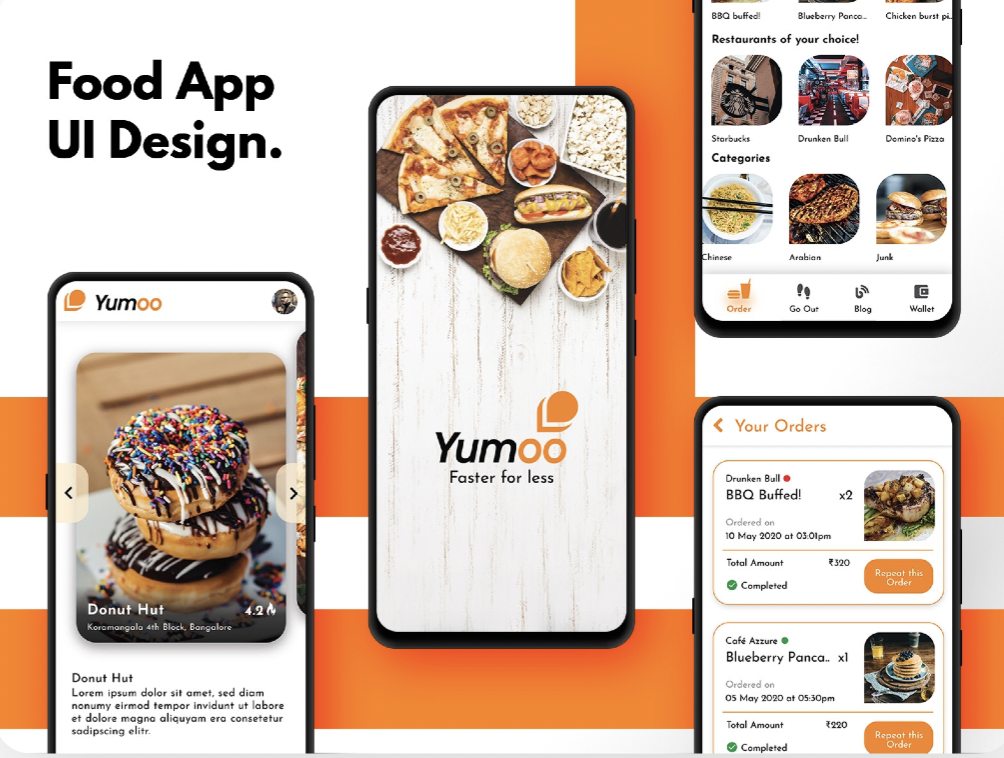 Food App
UI Design.
Yumoo
Donut Hut
4.2
Koramangala 4th Block, Bangalore
Donut Hut
Lorem ipsum dolor sit amet, sed diam
nonumy eirmod tempor invidunt ut labore
et dolore magna aliquyam era consetetur
sadipscing elitr.
Yumoo
Faster for less
BBQ buffed! Blueberry Panca... Chicken burst pi..
Restaurants of your choice!
Starbucks Drunken Bull Domino's Pizza
Categories
Chinese Arabian Junk
Order Go Out Blog Wallet
Your Orders
Drunken Bull
BBQ Buffed! x2
Ordered on
10 May 2020 at 03:01pm
Total Amount ₹320
Completed
Repeat this
Order
Café Azzure
Blueberry Panca.. x1
Ordered on
05 May 2020 at 05:30pm
Total Amount ₹220
Completed
Repeat this
Order